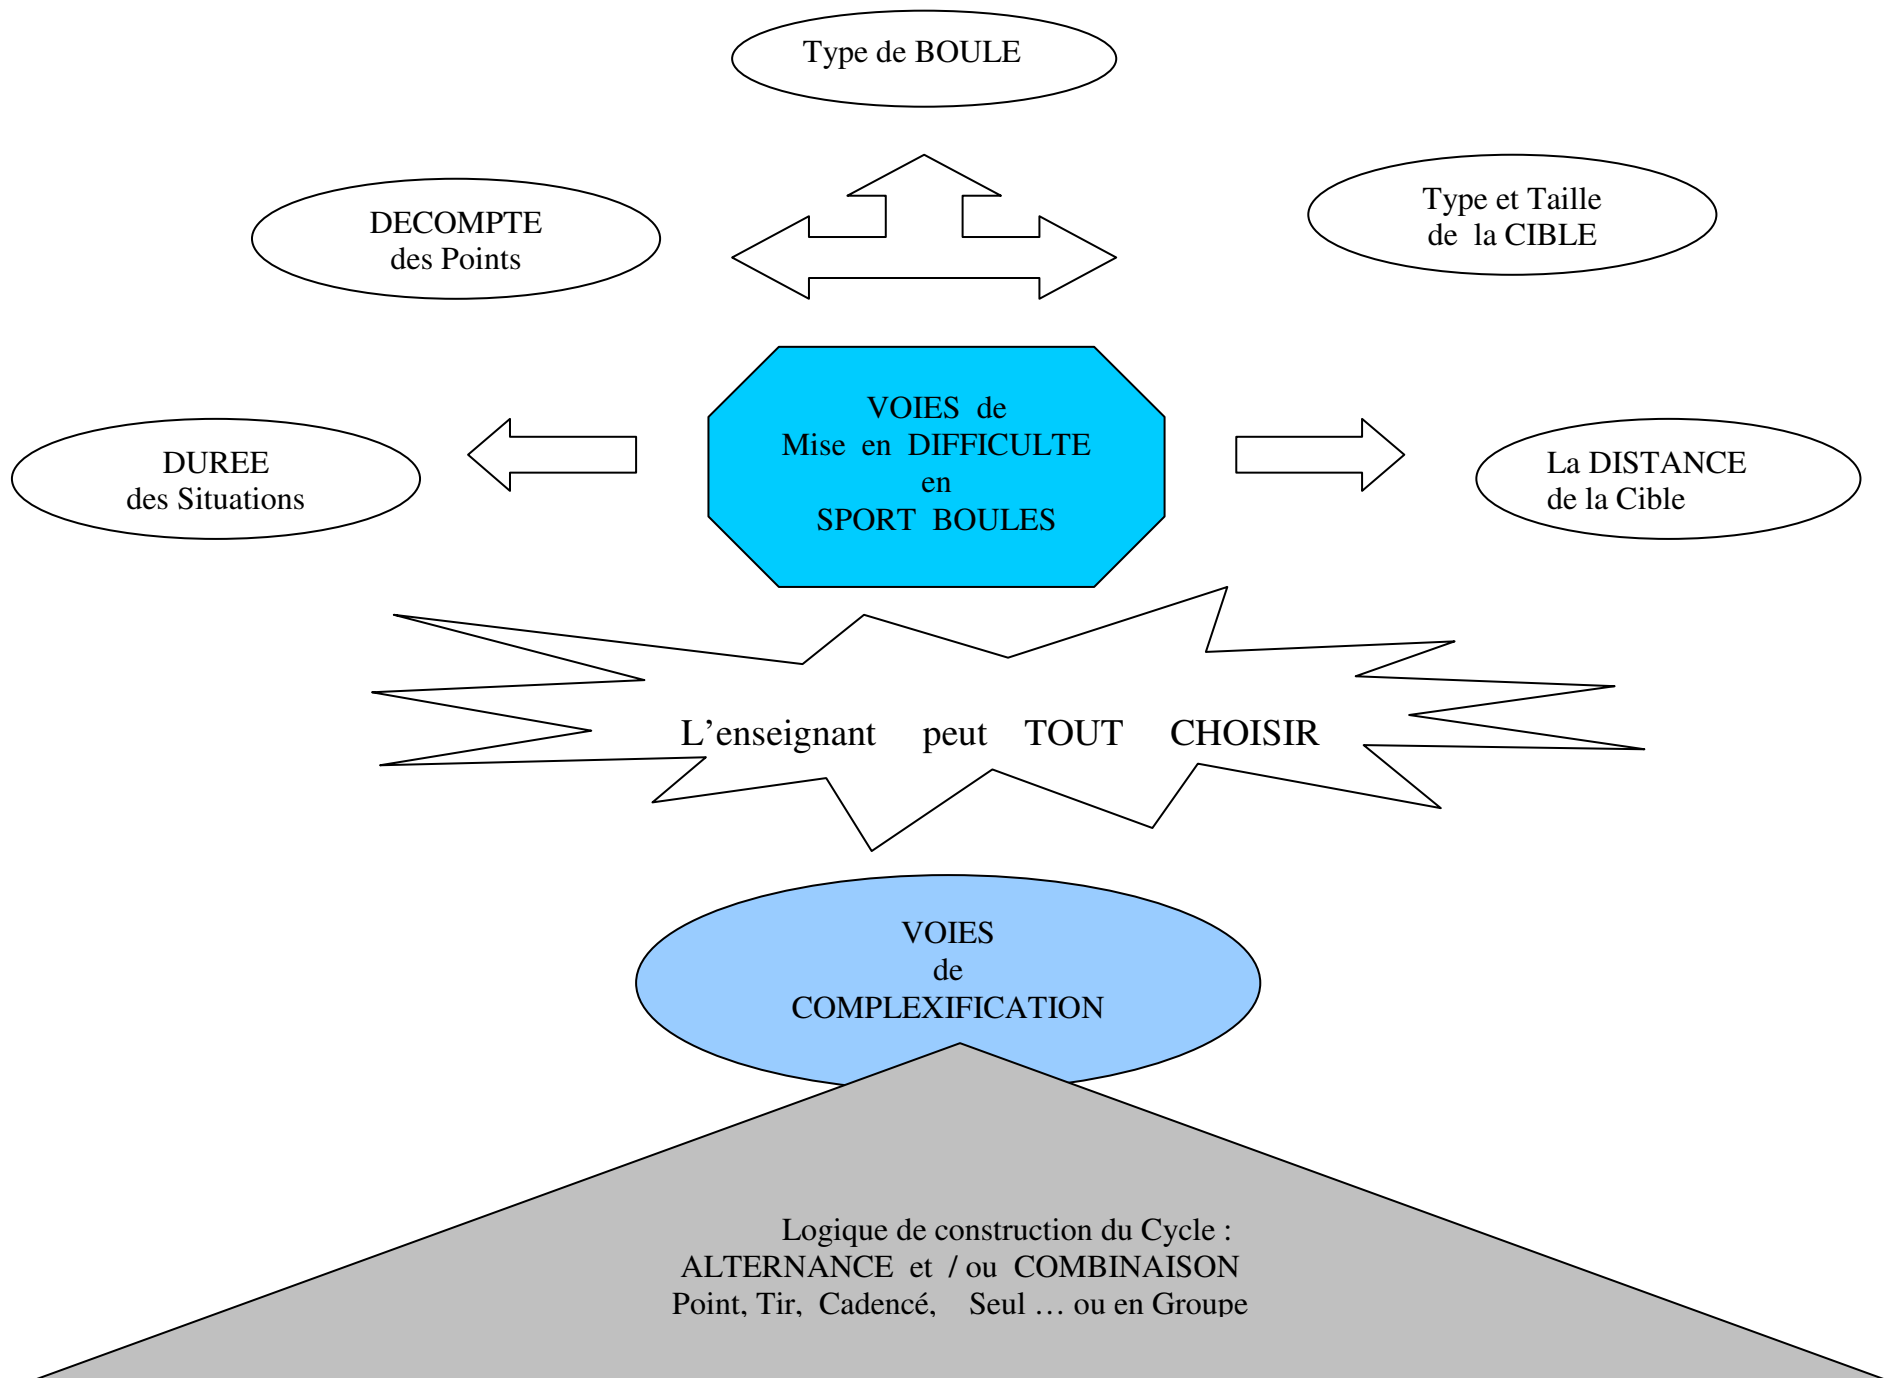 Type de BOULE
DECOMPTE
des Points
Type et Taille
de la CIBLE
VOIES de
Mise en DIFFICULTE
en
SPORT BOULES
DUREE
des Situations
La DISTANCE
de la Cible
L’enseignant peut TOUT CHOISIR
VOIES
de
COMPLEXIFICATION
Logique de construction du Cycle :
ALTERNANCE et / ou COMBINAISON
Point, Tir, Cadencé, Seul … ou en Groupe